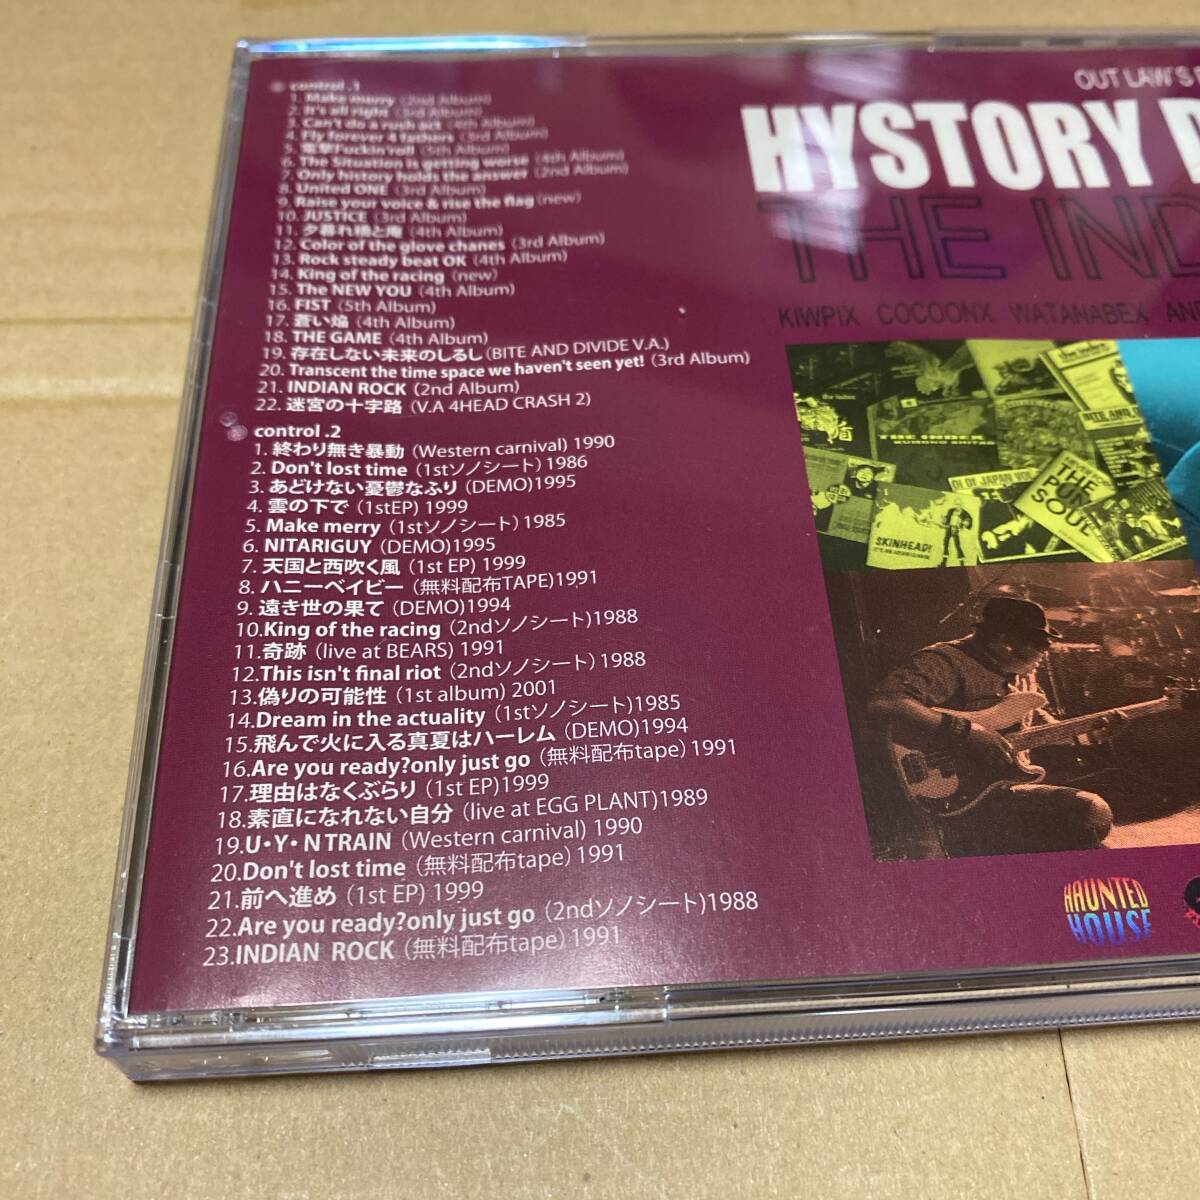 control .1
1. Make merry (2nd Album)
2. It's all right (3rd Album)
3. Can't do a rush act (4th Album)
4. Fly forever 4 fathers (3rd Album)
5. 電撃Fuckin'roll (5th Album)
6. The Situation is getting worse (4th Album)
7. Only history holds the answer (2nd Album)
8. United ONE (3rd Album)
9. Raise your voice & rise the flag (new)
10. JUSTICE (3rd Album)
11. 夕暮れ橋と庵 (4th Album)
12. Color of the glove chanes (3rd Album)
13. Rock steady beat OK (4th Album)
14. King of the racing (new)
15. The NEW YOU (4th Album)
16. FIST (5th Album)
17. 蒼い焔 (4th Album)
18. THE GAME (4th Album)
19. 存在しない未来のしるし(BITE AND DIVIDE V.A.)
20. Transcent the time space we haven't seen yet! (3rd Album)
21. INDIAN ROCK (2nd Album)
22. 迷宮の十字路 (V.A 4HEAD CRASH 2)
control .2
1. 終わり無き暴動 (Western carnival) 1990
2. Don't lost time (1stソノシート) 1986
3. あどけない憂鬱なふり (DEMO)1995
4. 雲の下で (1stEP) 1999
5. Make merry (1stソノシート) 1985
6. NITARIGUY (DEMO)1995
7. 天国と西吹く風 (1st EP) 1999
8. ハニーベイビー (無料配布TAPE)1991
9. 遠き世の果て (DEMO)1994
10.King of the racing (2ndソノシート)1988
11.奇跡 (live at BEARS) 1991
12.This isn't final riot (2ndソノシート) 1988
13.偽りの可能性 (1st album) 2001
14.Dream in the actuality (1stソノシート) 1985
15.飛んで火に入る真夏はハーレム (DEMO)1994
16.Are you ready?only just go (無料配布tape) 1991
17.理由はなくぶらり (1st EP)1999
18.素直になれない自分 (live at EGG PLANT)1989
19.U・Y・N TRAIN (Western carnival) 1990
20.Don't lost time (無料配布tape) 1991
21.前へ進め (1st EP) 1999
22.Are you ready?only just go (2ndソノシート)1988
23.INDIAN ROCK (無料配布tape) 1991
OUT LAW'S
HYSTORY
THE IND
KIWPIX COCOONX WATANABEX
THE INDEX
BITE AND
OI OF JAPAN
THE PUNK SOUL
SKINHEAD!
HAUNTED
HOUSE